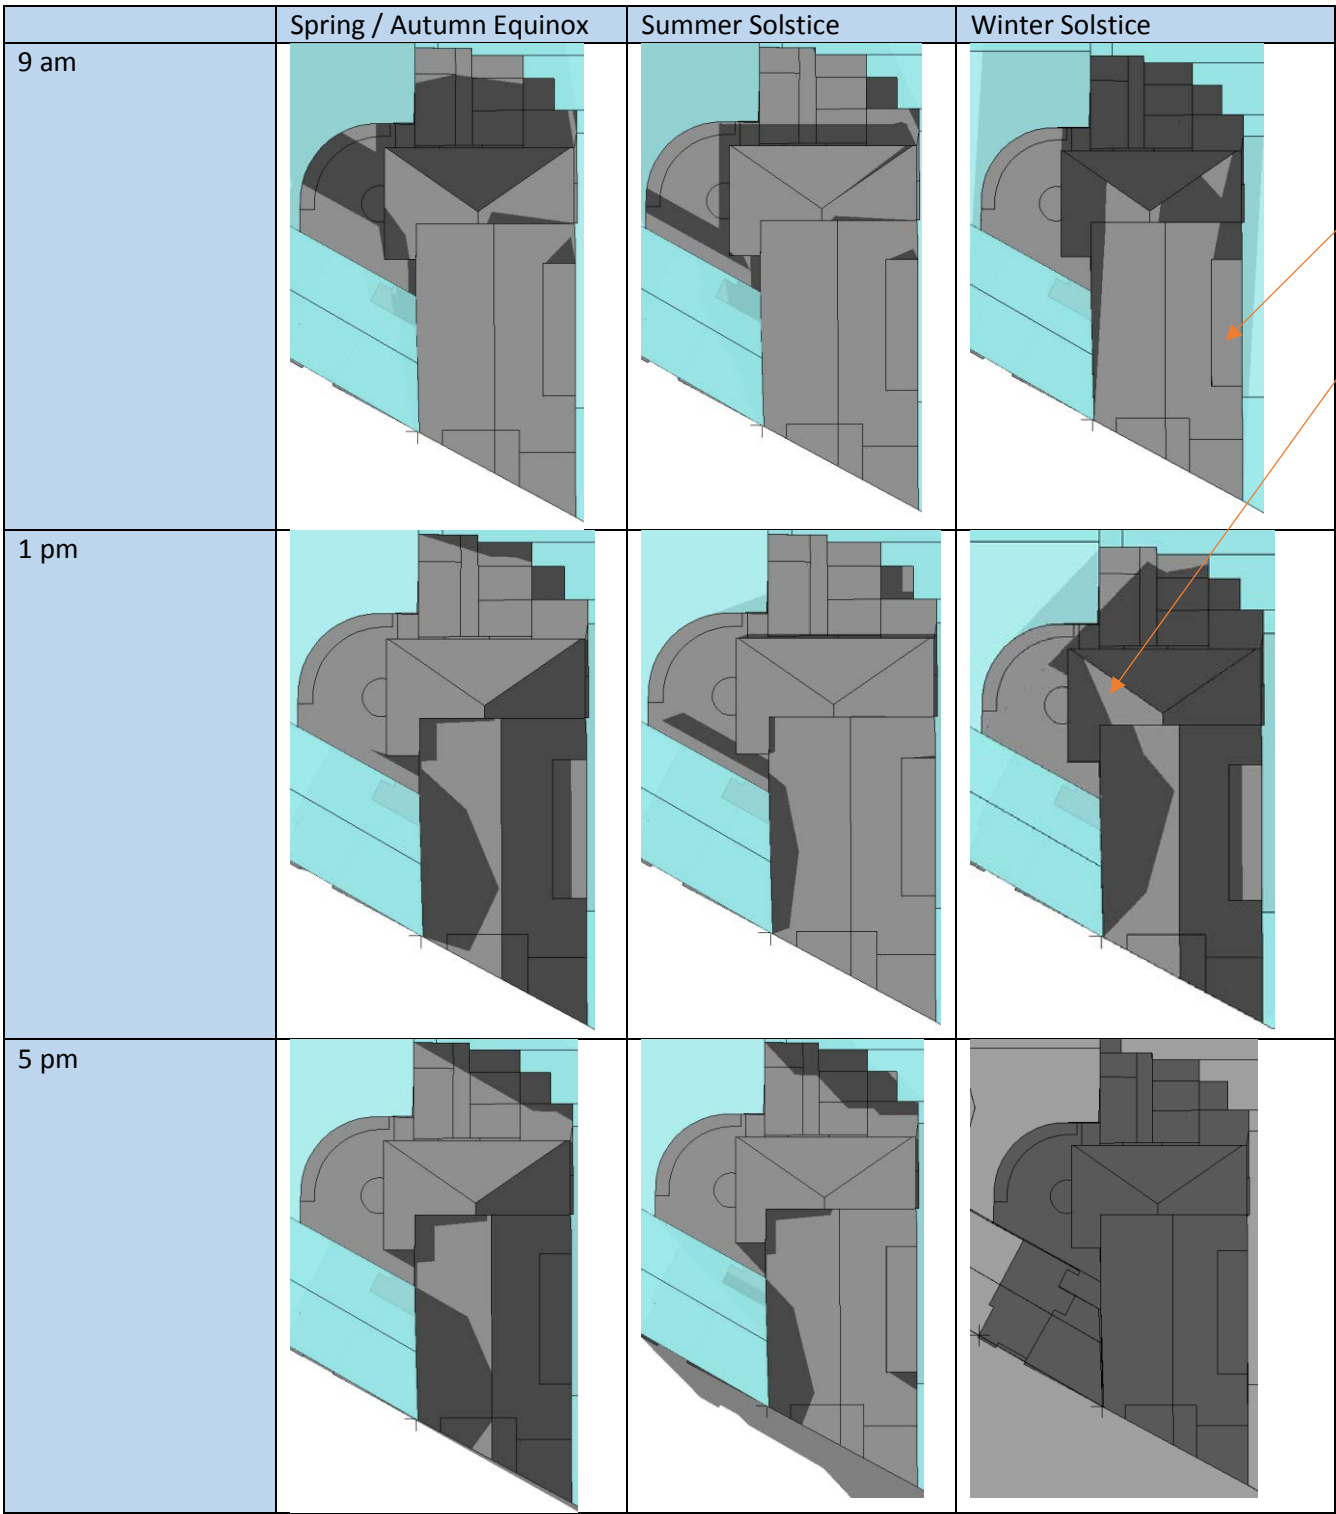 Spring / Autumn Equinox
Summer Solstice
Winter Solstice
9 am
1 pm
5 pm